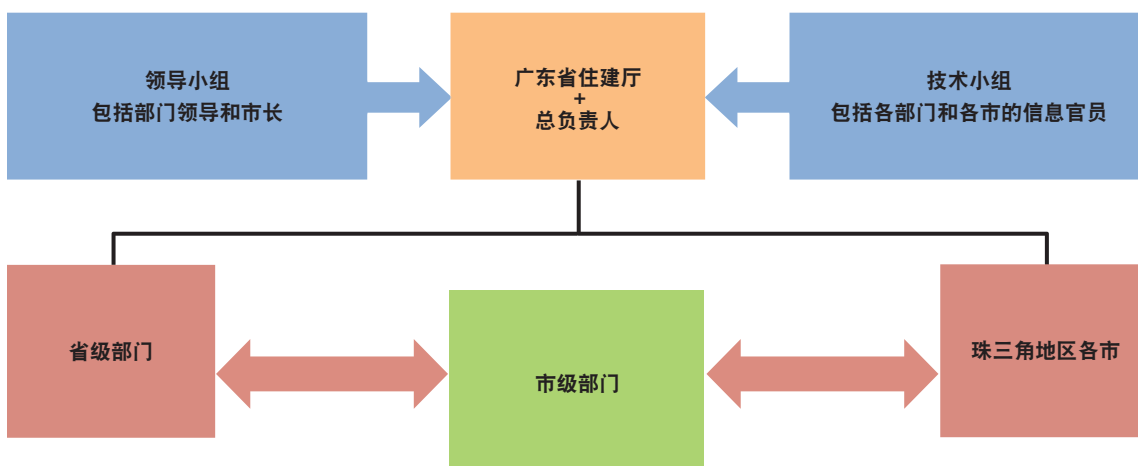 领导小组
包括部门领导和市长
广东省住建厅
+
总负责人
技术小组
包括各部门和各市的信息官员
省级部门
市级部门
珠三角地区各市